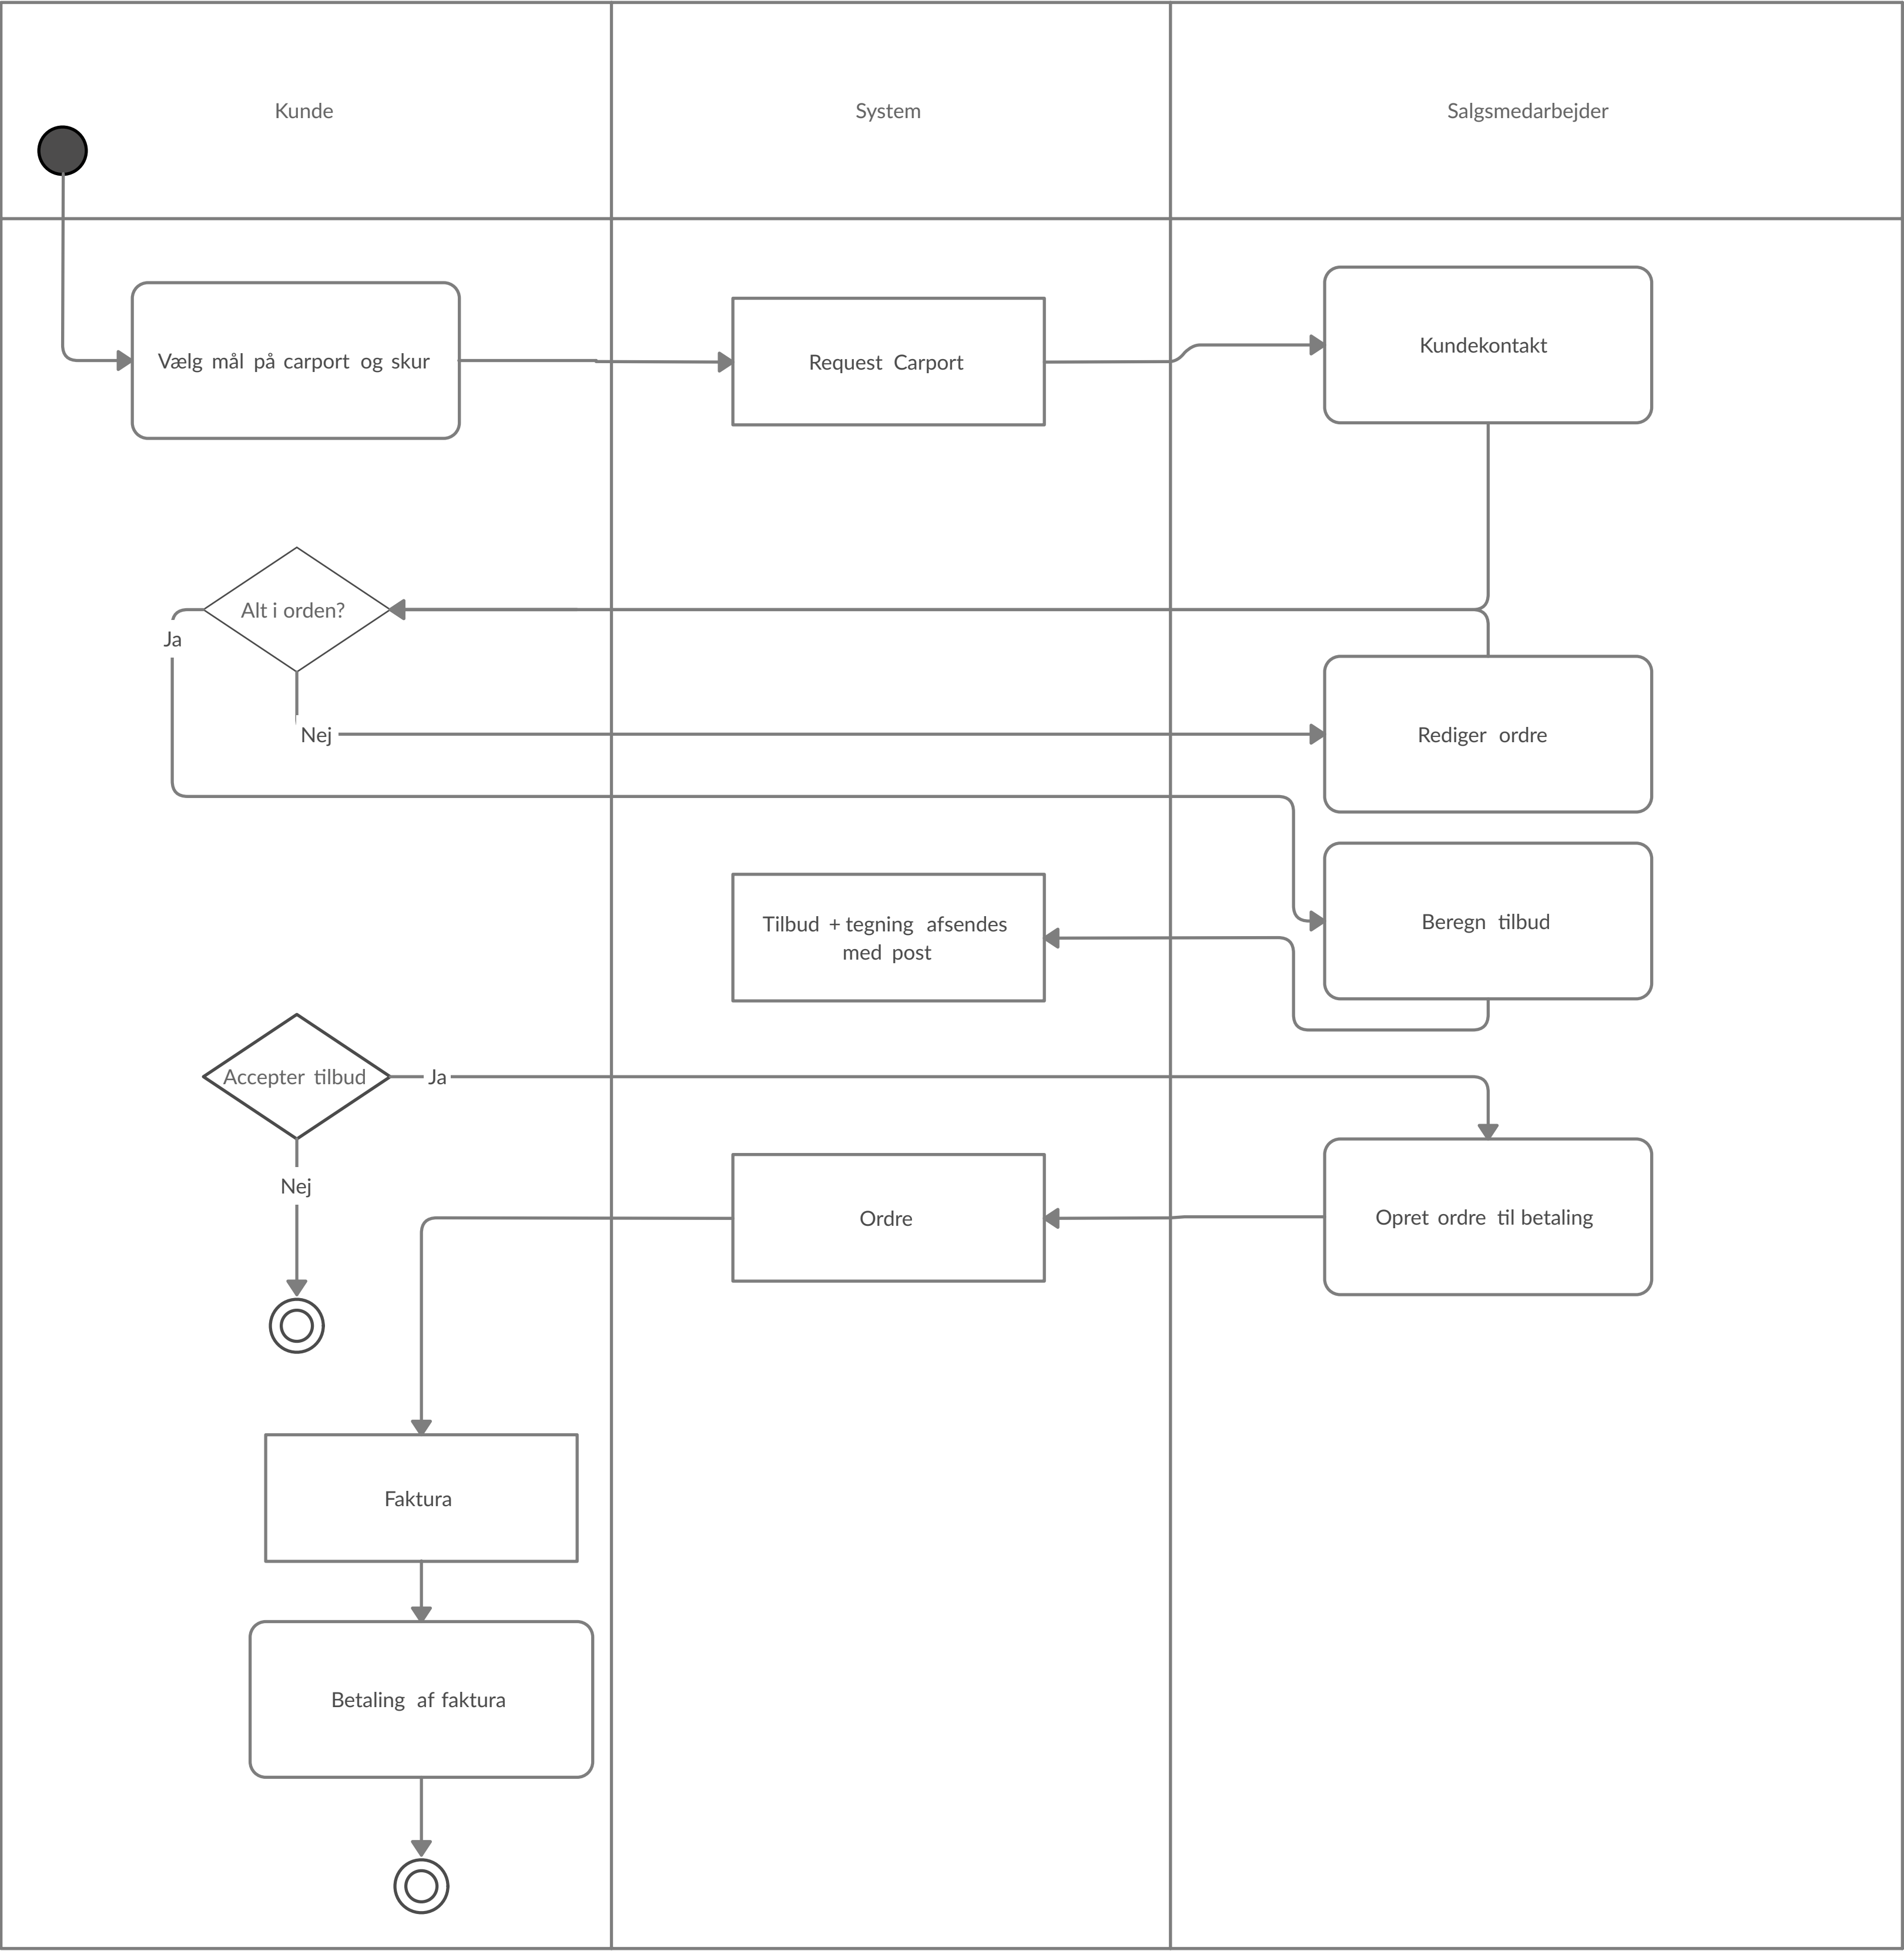 Kunde
System
Salgsmedarbejder
Vælg mål på carport og skur
Request Carport
Kundekontakt
Alt i orden?
Ja
Nej
Rediger ordre
Tilbud + tegning afsendes
med post
Beregn tilbud
Accepter tilbud
Ja
Nej
Ordre
Opret ordre til betaling
Faktura
Betaling af faktura